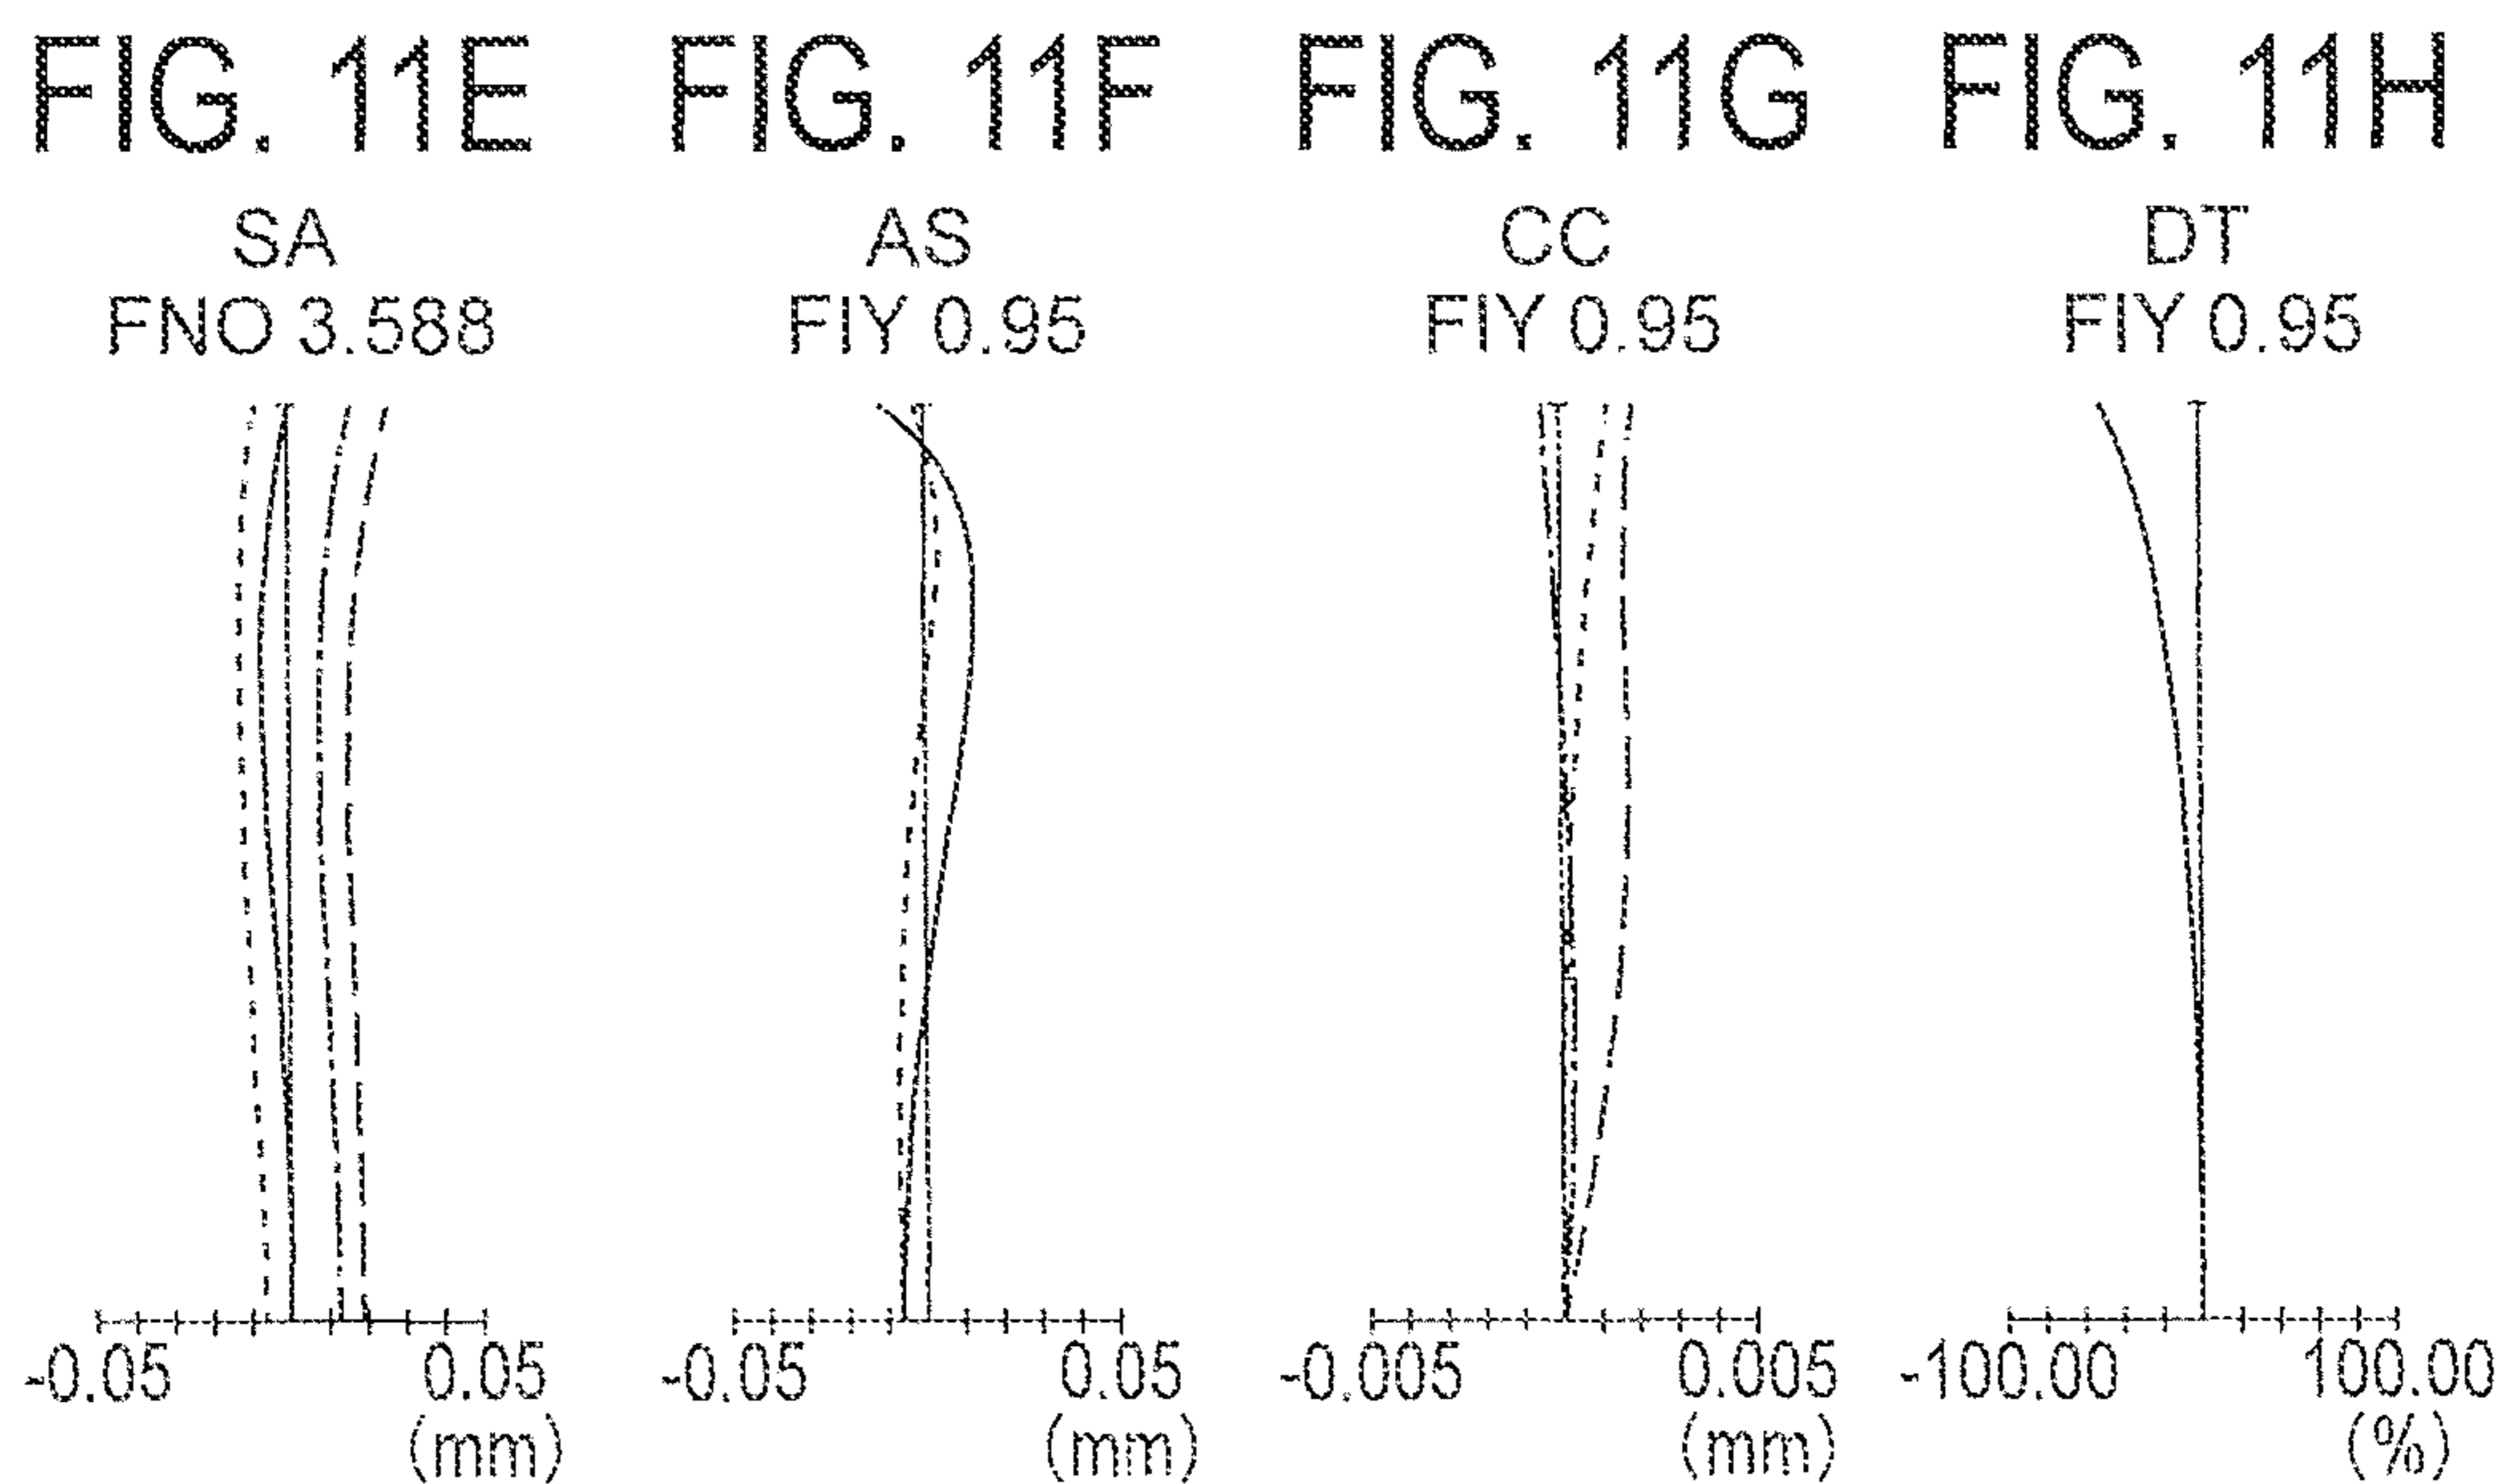 FIG. 11E FIG. 11F FIG. 11G FIG. 11H
SA AS CC DT
FNO 3.588 FIY 0.95 FIY 0.95 FIY 0.95
-0.05 0.05 -0.05 0.05 -0.005 0.005 -100.00 100.00
(mm) (mm) (mm) (%)